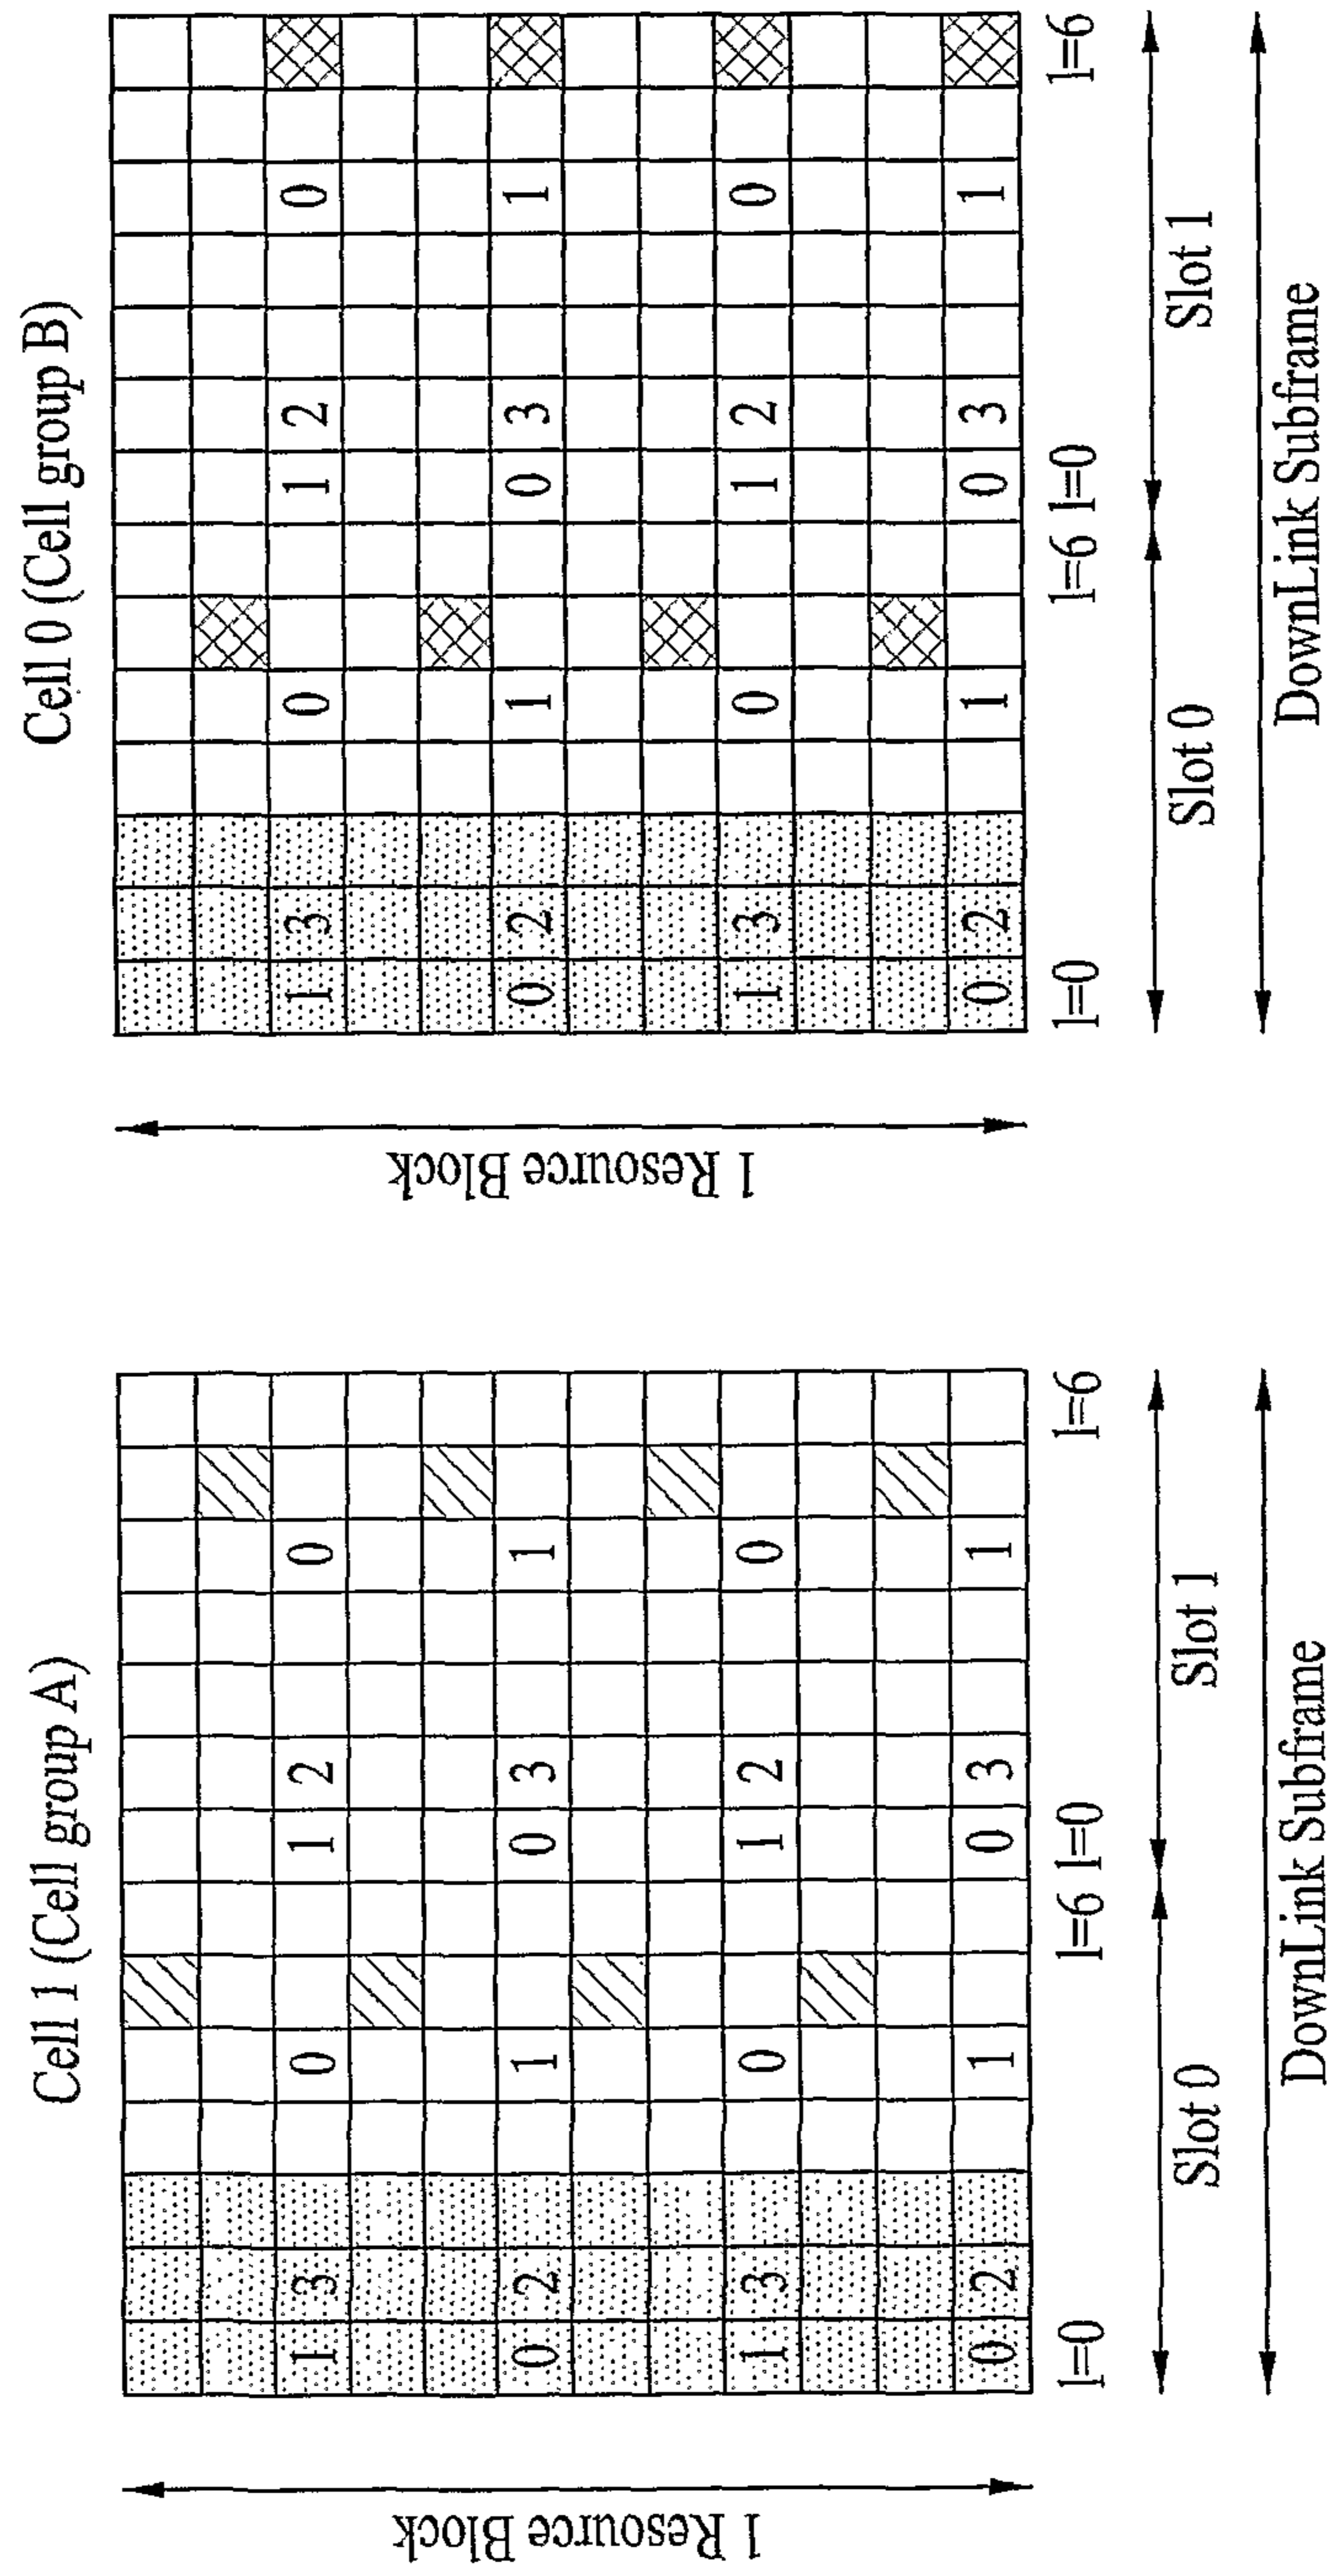 Cell 1 (Cell group A)
1 Resource Block
1 3 0 1 2 0
0 2 1 0 3 1
1 3 0 1 2 0
0 2 1 0 3 1
l=0 l=6 l=0 l=6
Slot 0 Slot 1
DownLink Subframe
Cell 0 (Cell group B)
1 Resource Block
1 3 0 1 2 0
0 2 1 0 3 1
1 3 0 1 2 0
0 2 1 0 3 1
l=0 l=6 l=0 l=6
Slot 0 Slot 1
DownLink Subframe